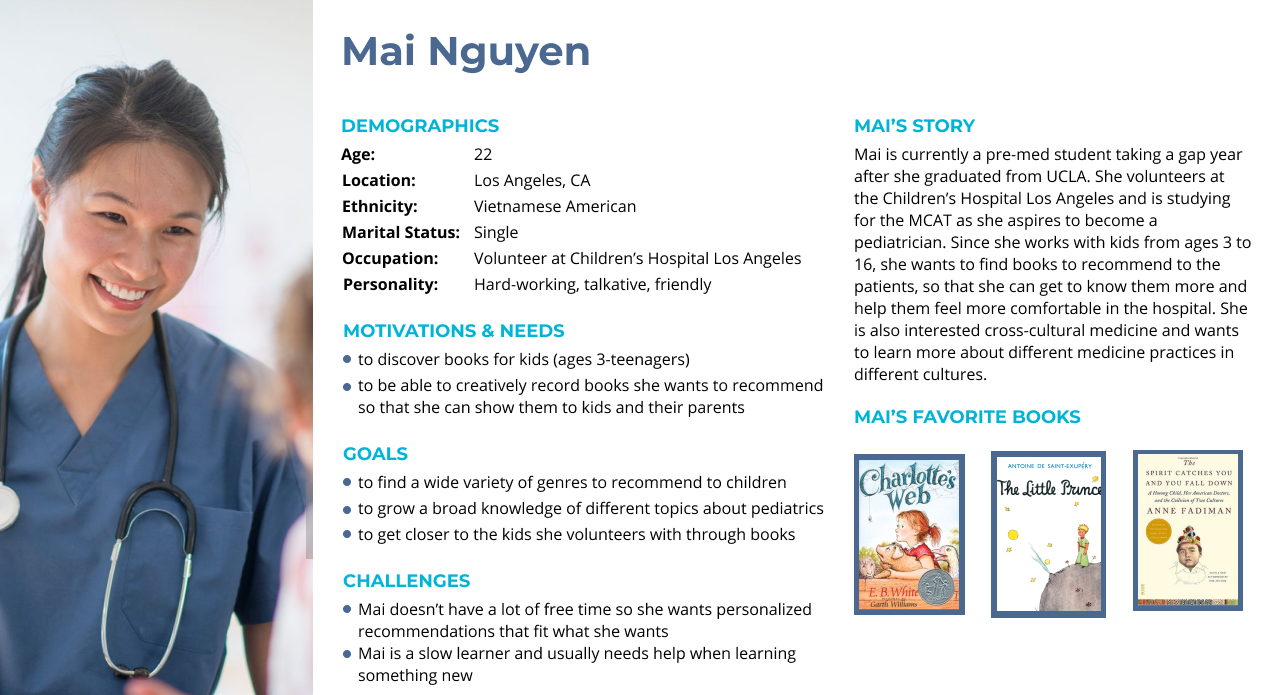 Mai Nguyen
DEMOGRAPHICS
Age: 22
Location: Los Angeles, CA
Ethnicity: Vietnamese American
Marital Status: Single
Occupation: Volunteer at Children’s Hospital Los Angeles
Personality: Hard-working, talkative, friendly
MOTIVATIONS & NEEDS
to discover books for kids (ages 3-teenagers)
to be able to creatively record books she wants to recommend
so that she can show them to kids and their parents
GOALS
to find a wide variety of genres to recommend to children
to grow a broad knowledge of different topics about pediatrics
to get closer to the kids she volunteers with through books
CHALLENGES
Mai doesn’t have a lot of free time so she wants personalized
recommendations that fit what she wants
Mai is a slow learner and usually needs help when learning
something new
MAI’S STORY
Mai is currently a pre-med student taking a gap year
after she graduated from UCLA. She volunteers at
the Children’s Hospital Los Angeles and is studying
for the MCAT as she aspires to become a
pediatrician. Since she works with kids from ages 3 to
16, she wants to find books to recommend to the
patients, so that she can get to know them more and
help them feel more comfortable in the hospital. She
is also interested cross-cultural medicine and wants
to learn more about different medicine practices in
different cultures.
MAI’S FAVORITE BOOKS
Charlotte's
Web
E. B. White
Garth Williams
ANTOINE DE SAINT-EXUPÉRY
The Little Prince
The
SPIRIT CATCHES YOU
AND YOU FALL DOWN
A Hmong Child, Her American Doctors,
and the Collision of Two Cultures
ANNE FADIMAN